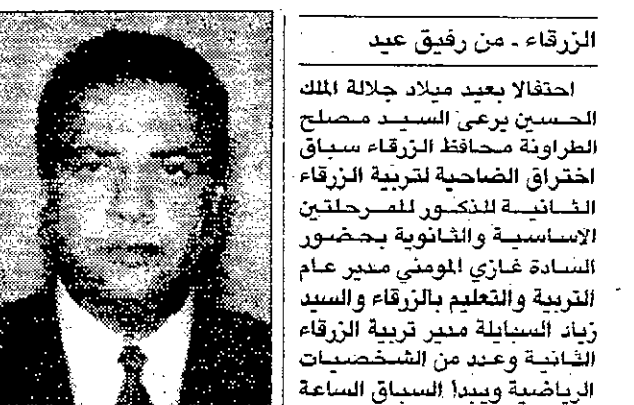 الزرقاء - من رفيق عيد
احتفالا بعيد ميلاد جلالة الملك
الحسين يرعى السيد مصلح
الطراونة محافظ الزرقاء سباق
اختراق الضاحية لتربية الزرقاء
الثانية للذكور للمرحلتين
الاساسية والثانوية بحضور
السادة غازي المومني مدير عام
التربية والتعليم بالزرقاء والسيد
زياد السبايلة مدير تربية الزرقاء
الثانية وعدد من الشخصيات
الرياضية ويبدأ السباق الساعة